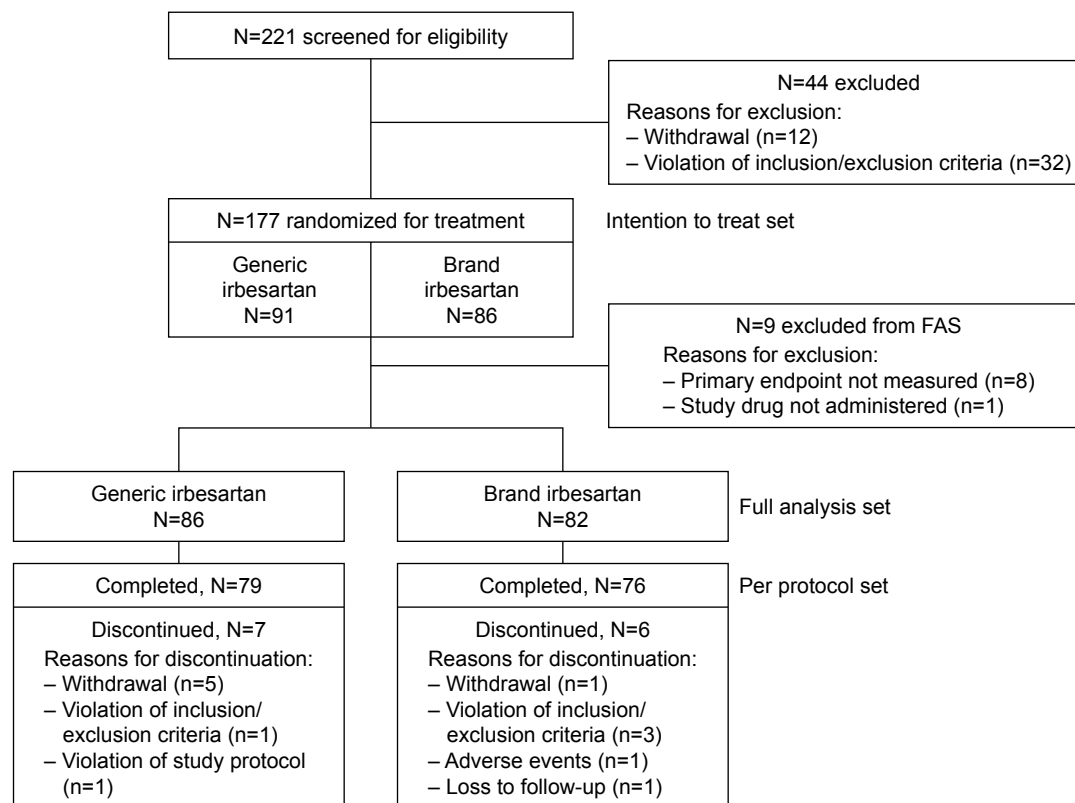 N=221 screened for eligibility
N=44 excluded
Reasons for exclusion:
– Withdrawal (n=12)
– Violation of inclusion/exclusion criteria (n=32)
N=177 randomized for treatment
Intention to treat set
Generic
irbesartan
N=91
Brand
irbesartan
N=86
N=9 excluded from FAS
Reasons for exclusion:
– Primary endpoint not measured (n=8)
– Study drug not administered (n=1)
Generic irbesartan
N=86
Brand irbesartan
N=82
Full analysis set
Completed, N=79
Discontinued, N=7
Reasons for discontinuation:
– Withdrawal (n=5)
– Violation of inclusion/
exclusion criteria (n=1)
– Violation of study protocol
(n=1)
Completed, N=76
Discontinued, N=6
Reasons for discontinuation:
– Withdrawal (n=1)
– Violation of inclusion/
exclusion criteria (n=3)
– Adverse events (n=1)
– Loss to follow-up (n=1)
Per protocol set